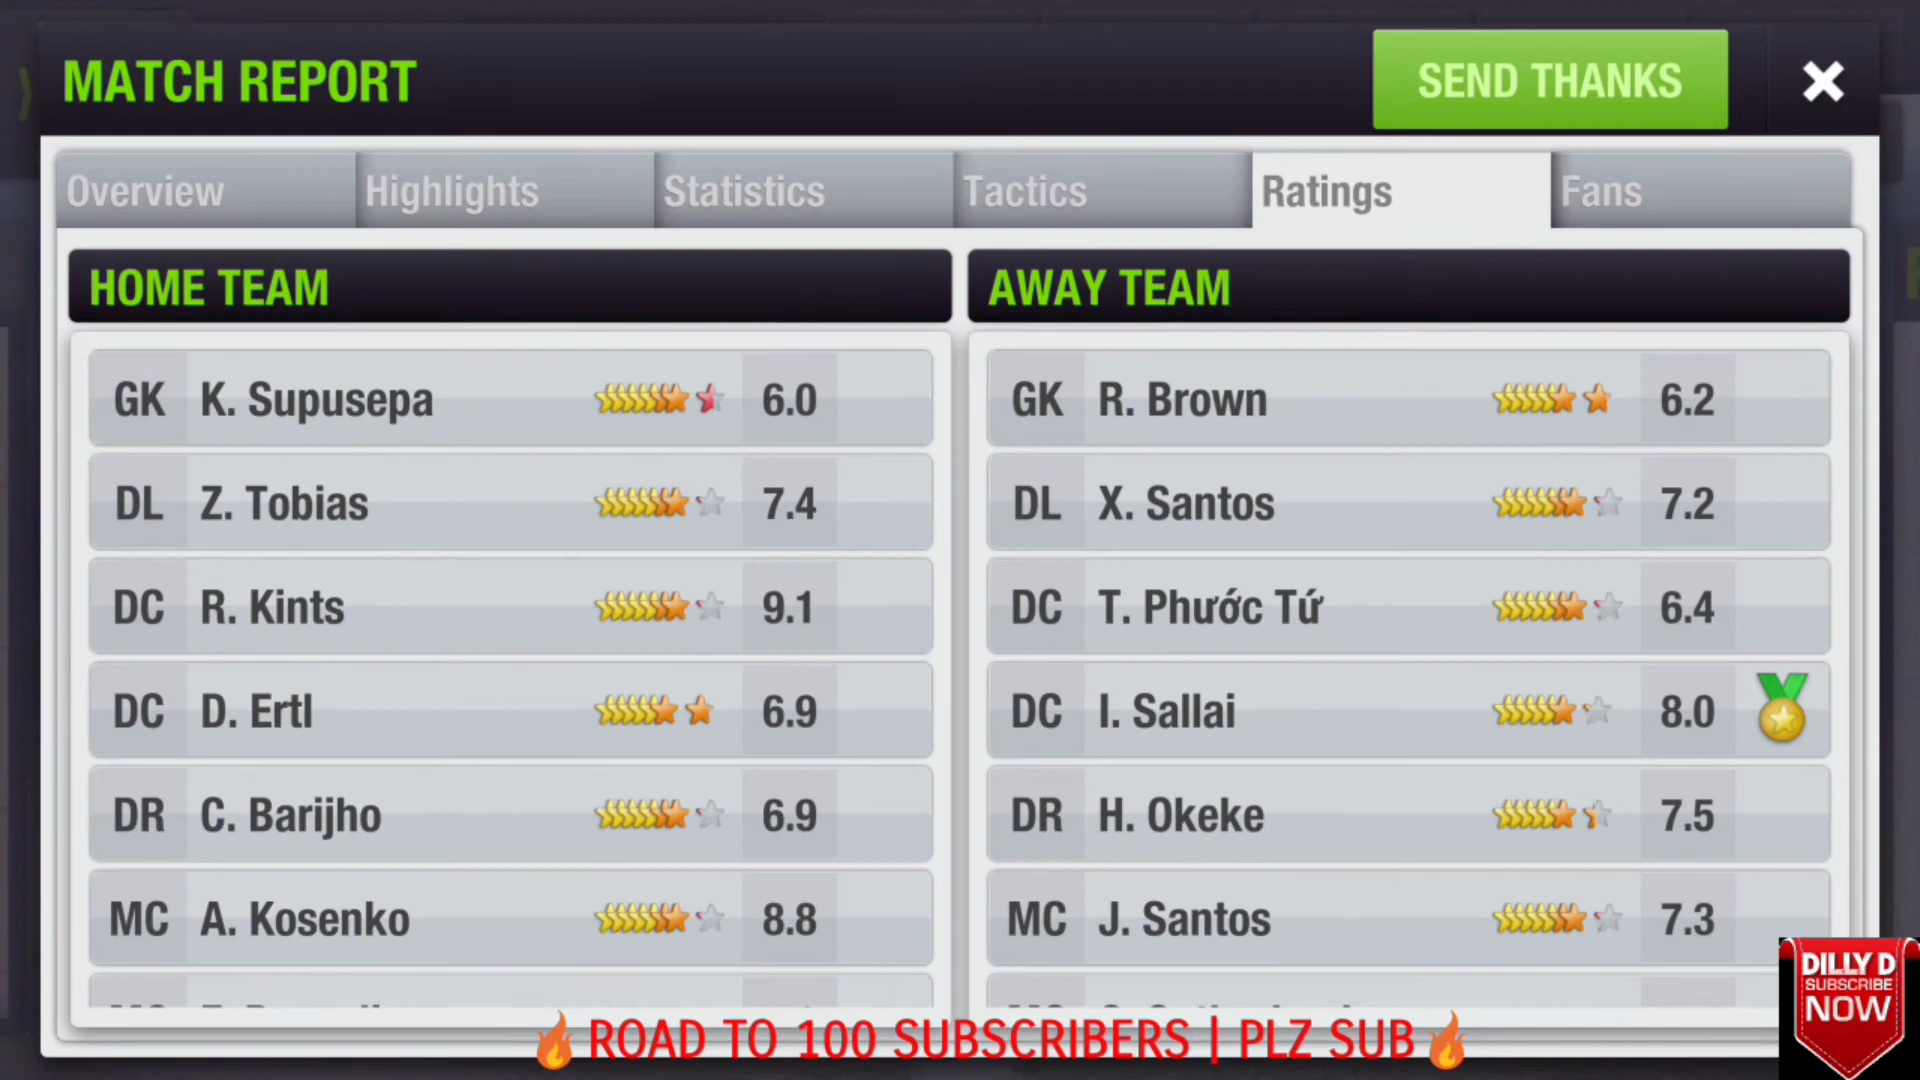 MATCH REPORT
SEND THANKS
Overview Highlights Statistics Tactics Ratings Fans
HOME TEAM
GK K. Supusepa 6.0
DL Z. Tobias 7.4
DC R. Kints 9.1
DC D. Ertl 6.9
DR C. Barijho 6.9
MC A. Kosenko 8.8
AWAY TEAM
GK R. Brown 6.2
DL X. Santos 7.2
DC T. Phước Tứ 6.4
DC I. Sallai 8.0
DR H. Okeke 7.5
MC J. Santos 7.3
DILLY D
SUBSCRIBE
NOW
ROAD TO 100 SUBSCRIBERS | PLZ SUB